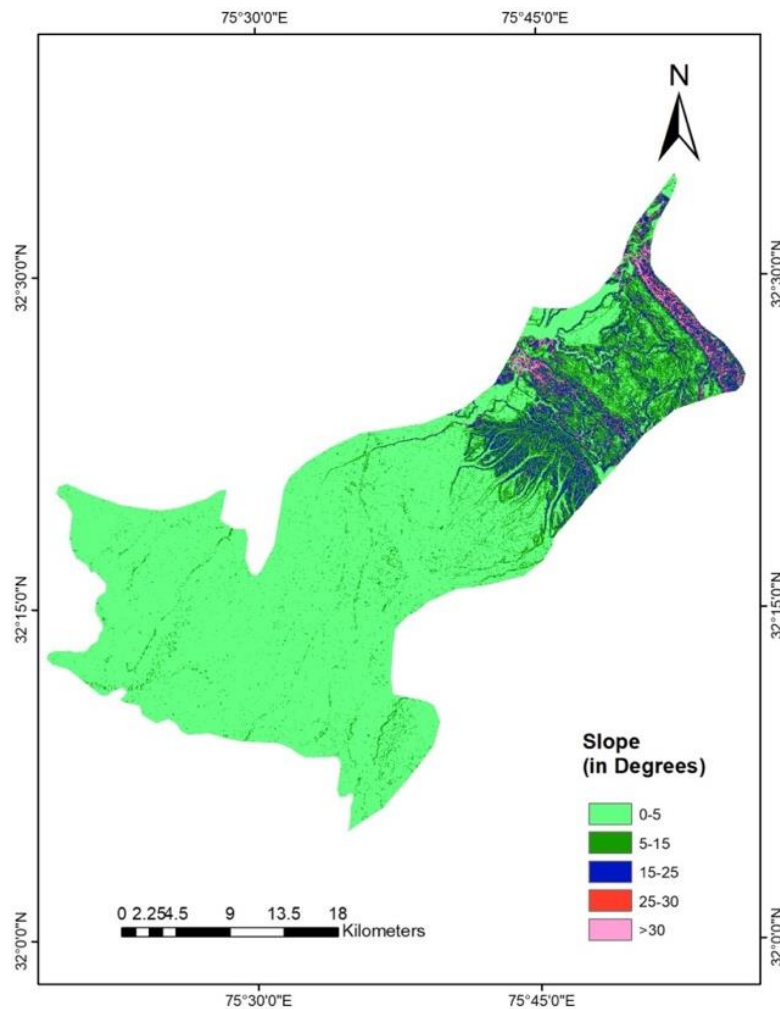 75°30'0"E 75°45'0"E
N
32°30'0"N 32°30'0"N
32°15'0"N 32°15'0"N
Slope
(in Degrees)
0-5
5-15
15-25
25-30
>30
0 2.254.5 9 13.5 18
Kilometers
32°0'0"N 32°0'0"N
75°30'0"E 75°45'0"E